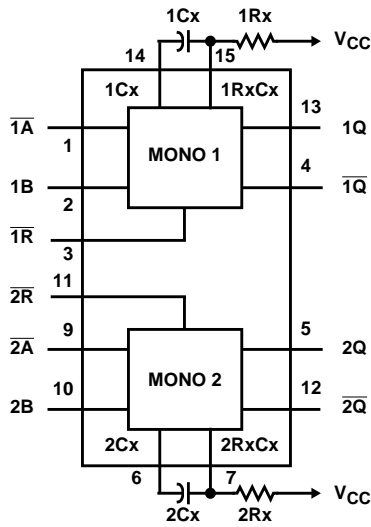 1Cx 1Rx
VCC
14 15
1Cx 1RxCx
1A 13 1Q
1
MONO 1
1B 4 1Q
2
1R
3
11
2R
2A 5 2Q
9
MONO 2
10 12
2B 2Q
2Cx 2RxCx
6 7
VCC
2Cx 2Rx